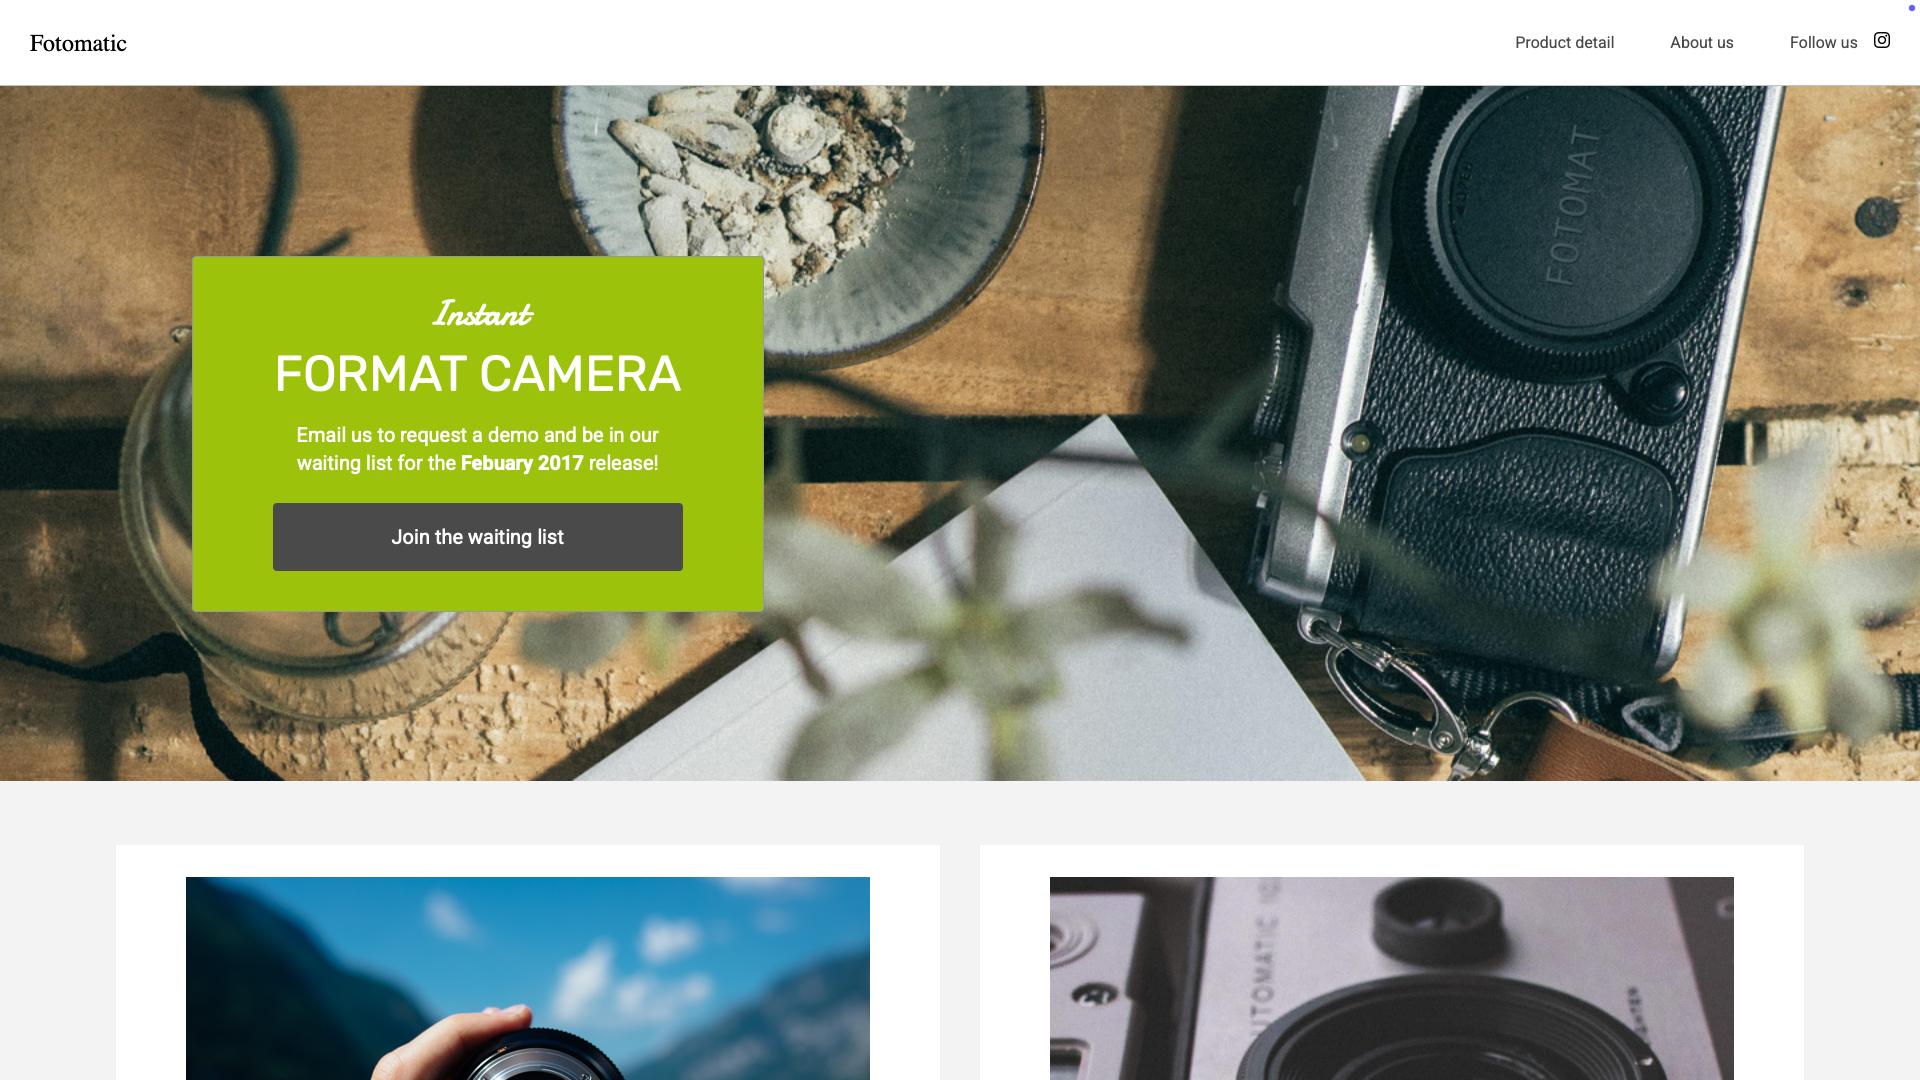 Fotomatic
Product detail
About us
Follow us
FOTOMAT
Instant
FORMAT CAMERA
Email us to request a demo and be in our
waiting list for the Febuary 2017 release!
Join the waiting list